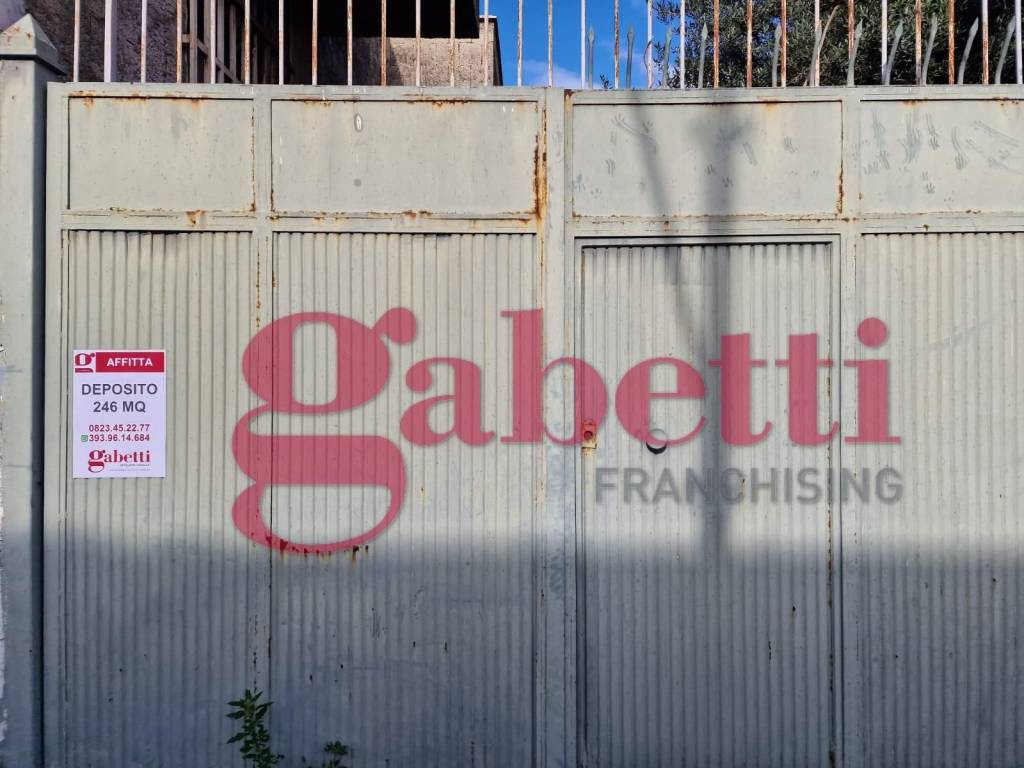 AFFITTA
DEPOSITO
246 MQ
0823.45.22.77
393.96.14.684
gabetti
gabetti
FRANCHISING